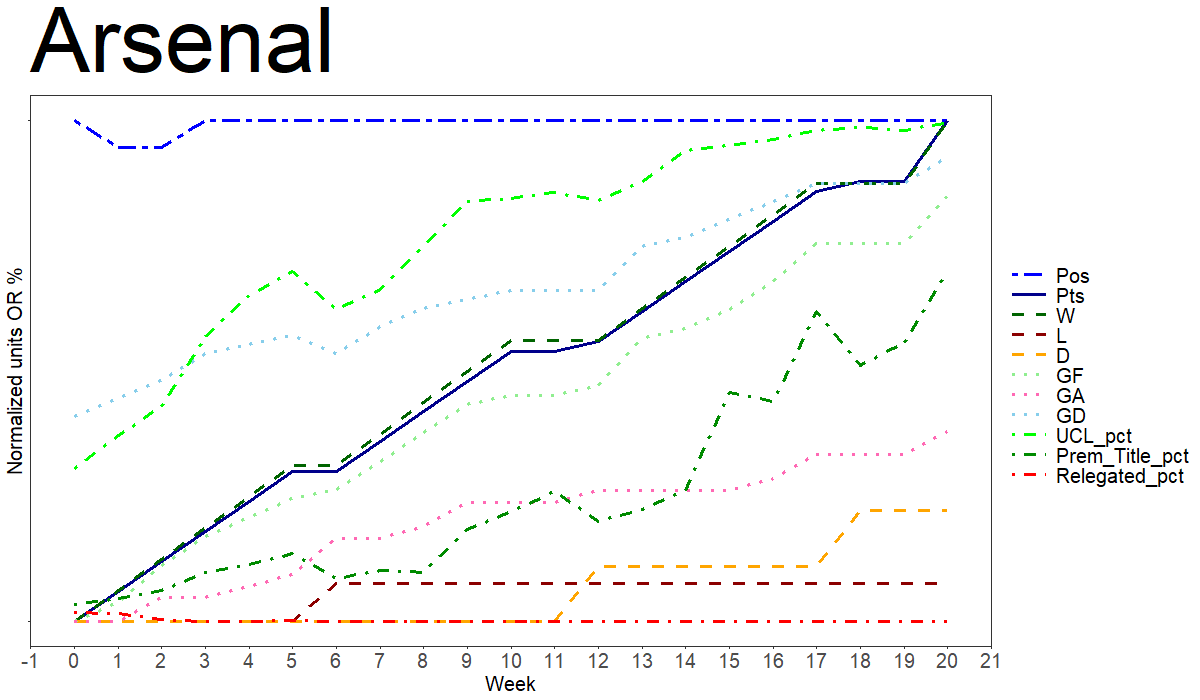 Arsenal
Normalized units OR %
Pos
Pts
W
L
D
GF
GA
GD
UCL_pct
Prem_Title_pct
Relegated_pct
-1 0 1 2 3 4 5 6 7 8 9 10 11 12 13 14 15 16 17 18 19 20 21
Week